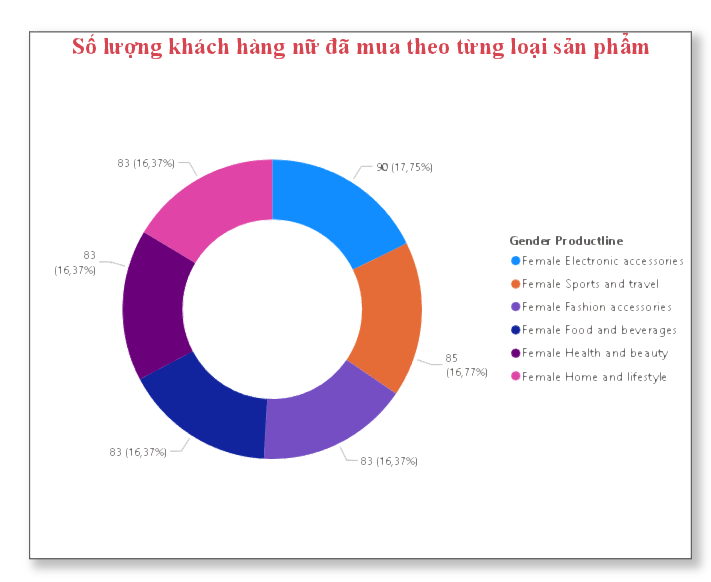 Số lượng khách hàng nữ đã mua theo từng loại sản phẩm
83 (16,37%)
90 (17,75%)
83
(16,37%)
85
(16,77%)
83 (16,37%)
83 (16,37%)
Gender Productline
Female Electronic accessories
Female Sports and travel
Female Fashion accessories
Female Food and beverages
Female Health and beauty
Female Home and lifestyle